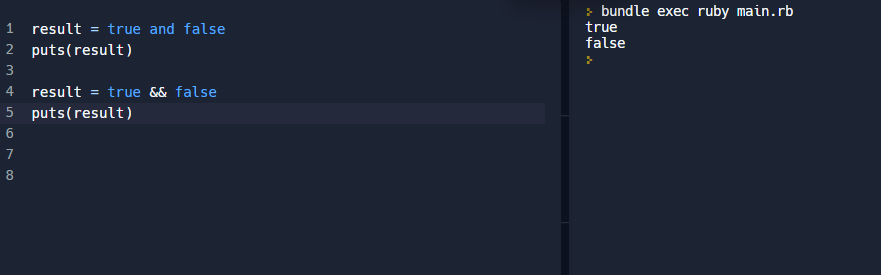 1 result = true and false
2 puts(result)
3
4 result = true && false
5 puts(result)
6
7
8
> bundle exec ruby main.rb
true
false
>